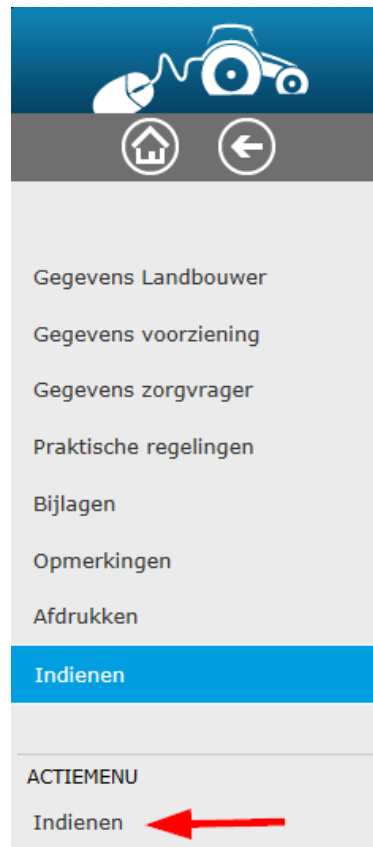 Gegevens Landbouwer
Gegevens voorziening
Gegevens zorgvrager
Praktische regelingen
Bijlagen
Opmerkingen
Afdrukken
Indienen
ACTIEMENU
Indienen